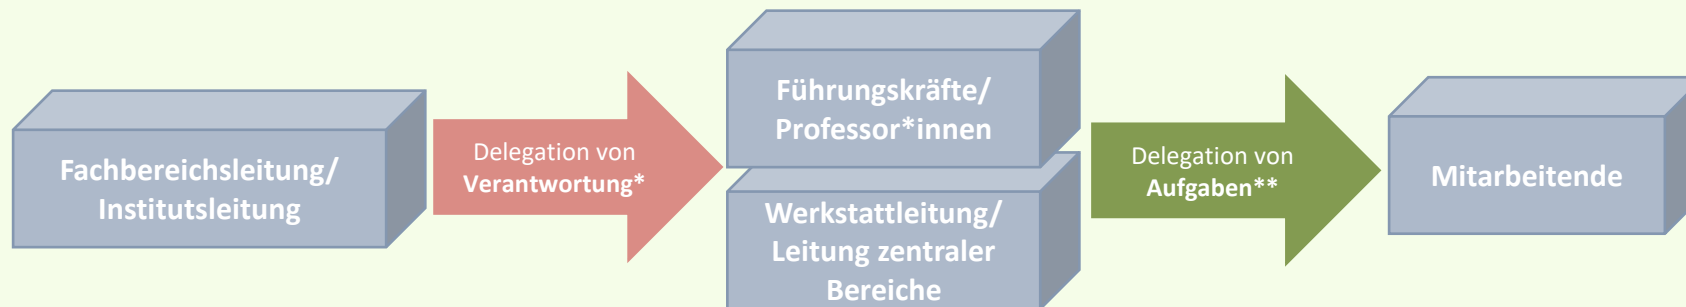 Fachbereichsleitung/
Institutsleitung
Delegation von
Verantwortung*
Führungskräfte/
Professor*innen
Werkstattleitung/
Leitung zentraler
Bereiche
Delegation von
Aufgaben**
Mitarbeitende